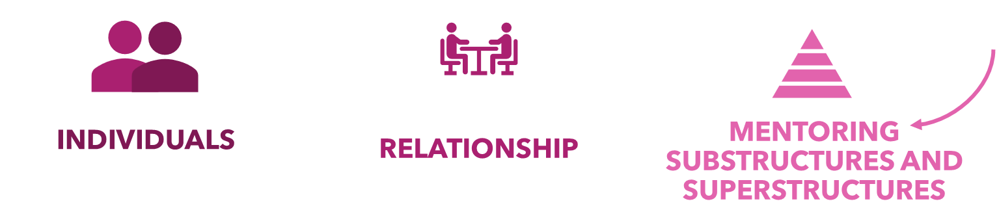 INDIVIDUALS
RELATIONSHIP
MENTORING
SUBSTRUCTURES AND
SUPERSTRUCTURES